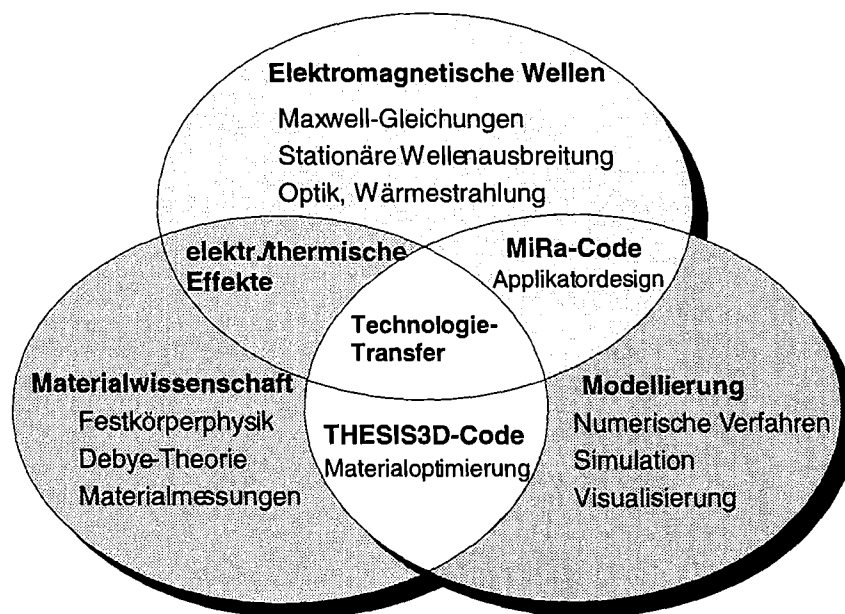 Elektromagnetische Wellen
Maxwell-Gleichungen
Stationäre Wellenausbreitung
Optik, Wärmestrahlung
elektr./thermische
Effekte
MiRa-Code
Applikatordesign
Technologie-
Transfer
Materialwissenschaft
Festkörperphysik
Debye-Theorie
Materialmessungen
THESIS3D-Code
Materialoptimierung
Modellierung
Numerische Verfahren
Simulation
Visualisierung